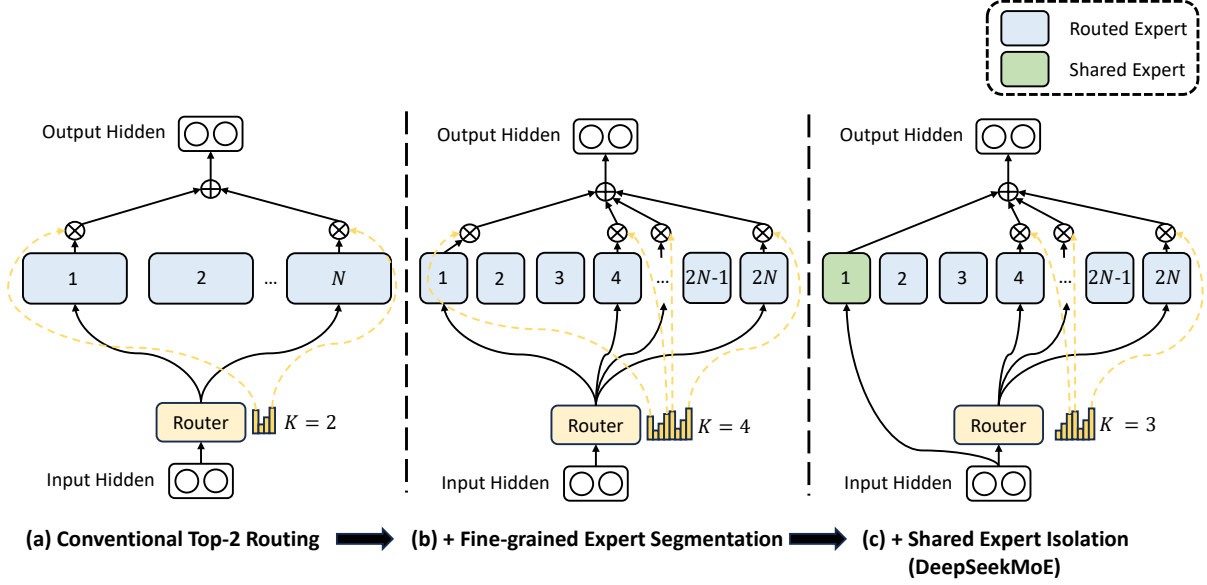 Routed Expert
Shared Expert
Output Hidden
1
2
...
N
Router
K = 2
Input Hidden
(a) Conventional Top-2 Routing
Output Hidden
1
2
3
4
...
2N-1
2N
Router
K = 4
Input Hidden
(b) + Fine-grained Expert Segmentation
Output Hidden
1
2
3
4
...
2N-1
2N
Router
K = 3
Input Hidden
(c) + Shared Expert Isolation
(DeepSeekMoE)